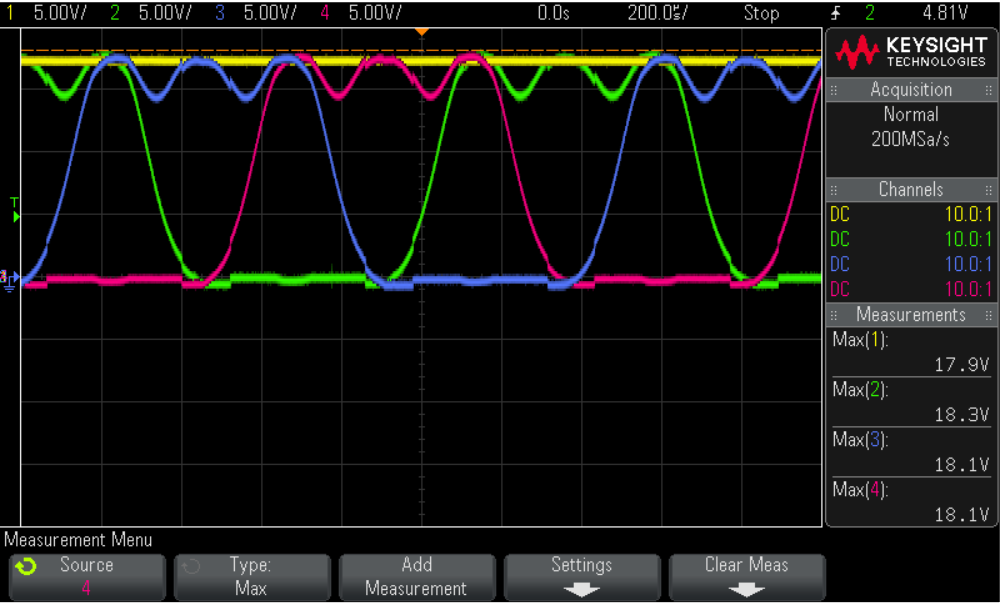 1 5.00V/ 2 5.00V/ 3 5.00V/ 4 5.00V/ 0.0s 200.0µs/ Stop 2 4.81V
KEYSIGHT
TECHNOLOGIES
Acquisition
Normal
200MSa/s
Channels
DC 10.0:1
DC 10.0:1
DC 10.0:1
DC 10.0:1
Measurements
Max(1):
17.9V
Max(2):
18.3V
Max(3):
18.1V
Max(4):
18.1V
T
Measurement Menu
Source
4
Type:
Max
Add
Measurement
Settings
Clear Meas